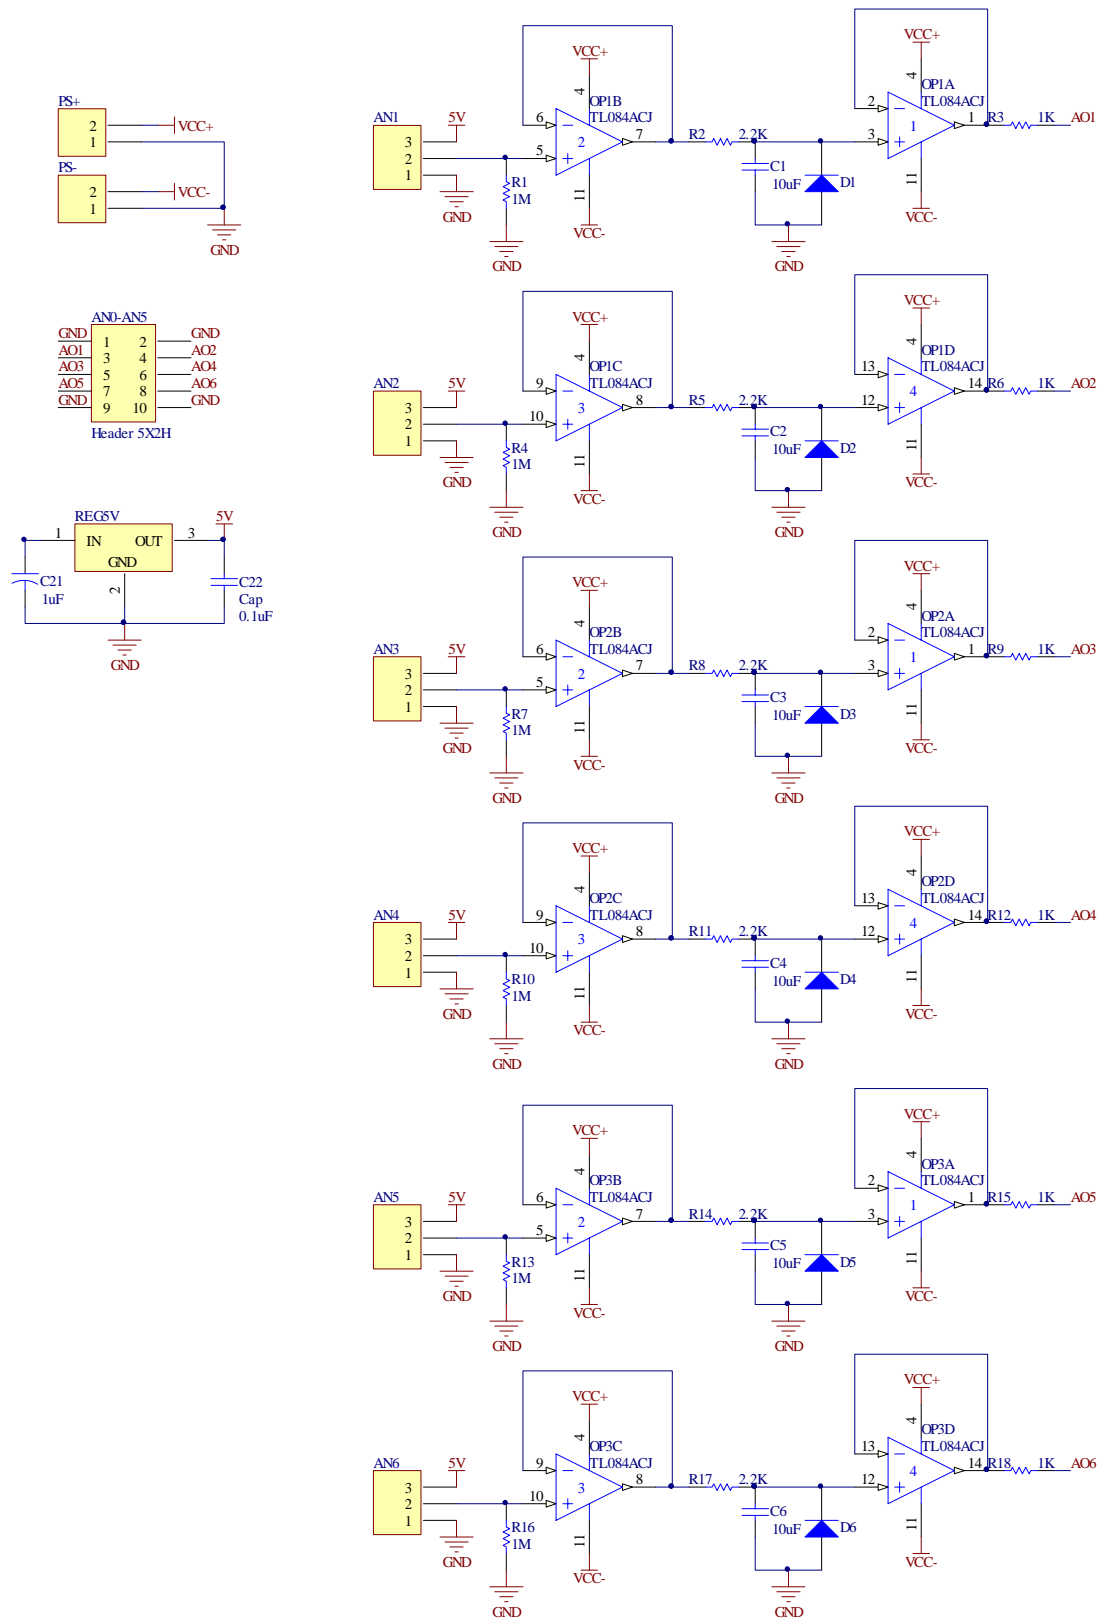 PS+
2
VCC+
1
PS-
2
VCC-
1
GND
AN0-AN5
GND
1
2
GND
AO1
3
4
AO2
AO3
5
6
AO4
AO5
7
8
AO6
GND
9
10
GND
Header 5X2H
REG5V
5V
1
IN
OUT
3
GND
2
C21
1uF
C22
Cap
0.1uF
GND
AN1
5V
3
2
1
GND
R1
1M
GND
VCC+
4
OP1B
TL084ACJ
6
2
7
5
11
VCC-
R2
2.2K
C1
10uF
D1
GND
VCC+
4
OP1A
TL084ACJ
2
1
1
3
11
VCC-
R3
1K
AO1
AN2
5V
3
2
1
GND
R4
1M
GND
VCC+
4
OP1C
TL084ACJ
9
3
8
10
11
VCC-
R5
2.2K
C2
10uF
D2
GND
VCC+
4
OP1D
TL084ACJ
13
4
14
12
11
VCC-
R6
1K
AO2
AN3
5V
3
2
1
GND
R7
1M
GND
VCC+
4
OP2B
TL084ACJ
6
2
7
5
11
VCC-
R8
2.2K
C3
10uF
D3
GND
VCC+
4
OP2A
TL084ACJ
2
1
1
3
11
VCC-
R9
1K
AO3
AN4
5V
3
2
1
GND
R10
1M
GND
VCC+
4
OP2C
TL084ACJ
9
3
8
10
11
VCC-
R11
2.2K
C4
10uF
D4
GND
VCC+
4
OP2D
TL084ACJ
13
4
14
12
11
VCC-
R12
1K
AO4
AN5
5V
3
2
1
GND
R13
1M
GND
VCC+
4
OP3B
TL084ACJ
6
2
7
5
11
VCC-
R14
2.2K
C5
10uF
D5
GND
VCC+
4
OP3A
TL084ACJ
2
1
1
3
11
VCC-
R15
1K
AO5
AN6
5V
3
2
1
GND
R16
1M
GND
VCC+
4
OP3C
TL084ACJ
9
3
8
10
11
VCC-
R17
2.2K
C6
10uF
D6
GND
VCC+
4
OP3D
TL084ACJ
13
4
14
12
11
VCC-
R18
1K
AO6